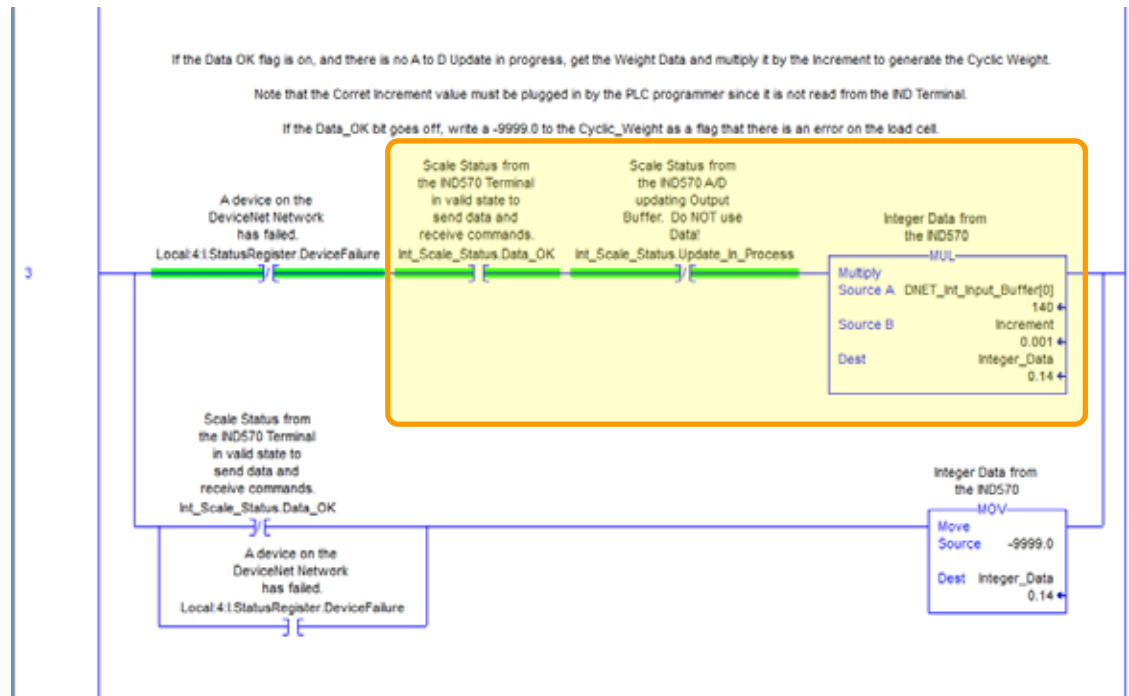 If the Data OK flag is on, and there is no A to D Update in progress, get the Weight Data and multiply it by the Increment to generate the Cyclic Weight.
Note that the Corret Increment value must be plugged in by the PLC programmer since it is not read from the IND Terminal.
If the Data_OK bit goes off, write a -9999.0 to the Cyclic_Weight as a flag that there is an error on the load cell.
A device on the
DeviceNet Network
has failed.
Local:4:I.StatusRegister.DeviceFailure
Scale Status from
the IND570 Terminal
in valid state to
send data and
receive commands.
Int_Scale_Status.Data_OK
Scale Status from
the IND570 A/D
updating Output
Buffer. Do NOT use
Data!
Int_Scale_Status.Update_In_Process
Integer Data from
the IND570
MUL
Multiply
Source A DNET_Int_Input_Buffer[0]
140
Source B Increment
0.001
Dest Integer_Data
0.14
3
Scale Status from
the IND570 Terminal
in valid state to
send data and
receive commands.
Int_Scale_Status.Data_OK
A device on the
DeviceNet Network
has failed.
Local:4:I.StatusRegister.DeviceFailure
Integer Data from
the IND570
MOV
Move
Source -9999.0
Dest Integer_Data
0.14